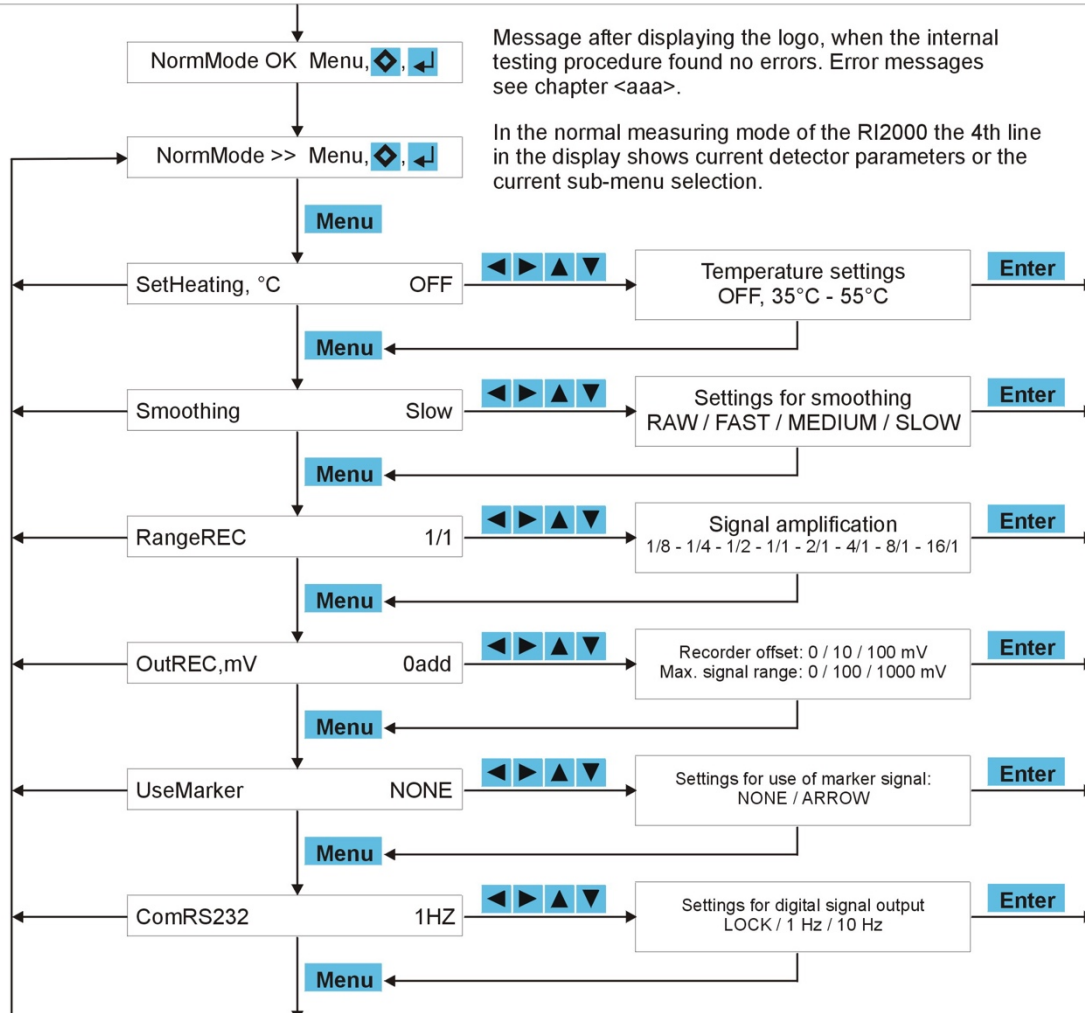 NormMode OK Menu, ,
Message after displaying the logo, when the internal
testing procedure found no errors. Error messages
see chapter <aaa>.
NormMode >> Menu, ,
In the normal measuring mode of the RI2000 the 4th line
in the display shows current detector parameters or the
current sub-menu selection.
Menu
SetHeating, °C OFF
Temperature settings
OFF, 35°C - 55°C
Enter
Menu
Smoothing Slow
Settings for smoothing
RAW / FAST / MEDIUM / SLOW
Enter
Menu
RangeREC 1/1
Signal amplification
1/8 - 1/4 - 1/2 - 1/1 - 2/1 - 4/1 - 8/1 - 16/1
Enter
Menu
OutREC,mV 0add
Recorder offset: 0 / 10 / 100 mV
Max. signal range: 0 / 100 / 1000 mV
Enter
Menu
UseMarker NONE
Settings for use of marker signal:
NONE / ARROW
Enter
Menu
ComRS232 1HZ
Settings for digital signal output
LOCK / 1 Hz / 10 Hz
Enter
Menu